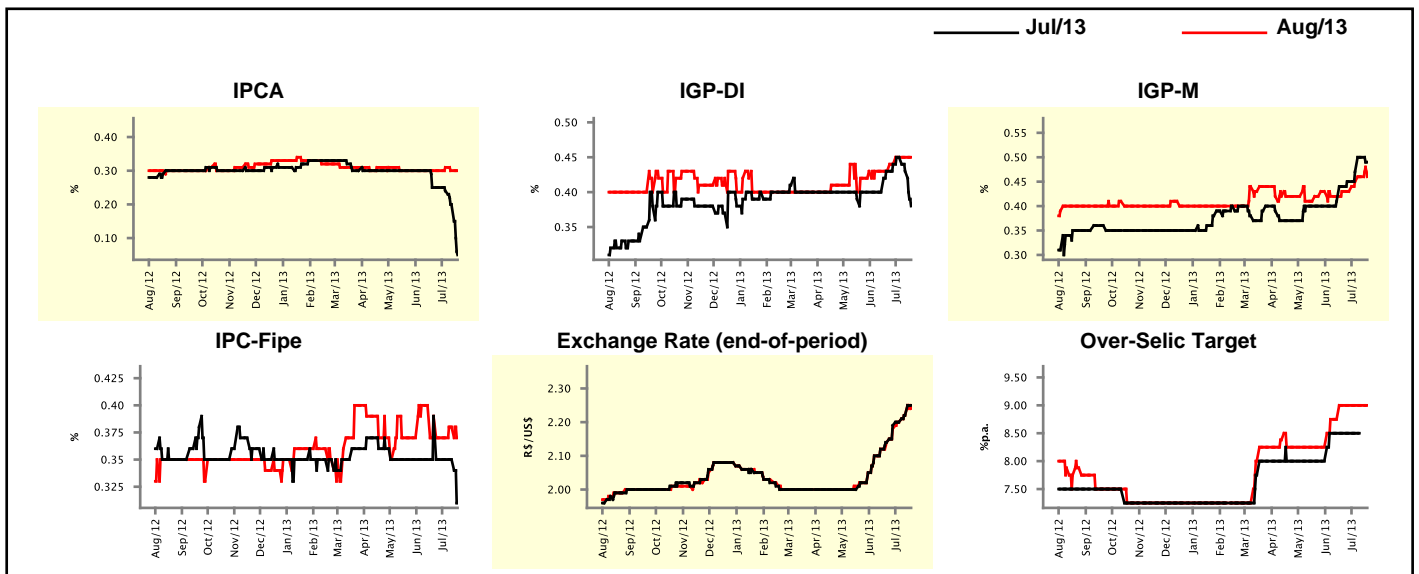 Jul/13
Aug/13
IPCA
0.40
0.30
0.20
0.10
%
Aug/12
Sep/12
Oct/12
Nov/12
Dec/12
Jan/13
Feb/13
Mar/13
Apr/13
May/13
Jun/13
Jul/13
IGP-DI
0.50
0.45
0.40
0.35
%
Aug/12
Sep/12
Oct/12
Nov/12
Dec/12
Jan/13
Feb/13
Mar/13
Apr/13
May/13
Jun/13
Jul/13
IGP-M
0.55
0.50
0.45
0.40
0.35
0.30
%
Aug/12
Sep/12
Oct/12
Nov/12
Dec/12
Jan/13
Feb/13
Mar/13
Apr/13
May/13
Jun/13
Jul/13
IPC-Fipe
0.425
0.40
0.375
0.35
0.325
%
Aug/12
Sep/12
Oct/12
Nov/12
Dec/12
Jan/13
Feb/13
Mar/13
Apr/13
May/13
Jun/13
Jul/13
Exchange Rate (end-of-period)
2.30
2.20
2.10
2.00
R$/US$
Aug/12
Sep/12
Oct/12
Nov/12
Dec/12
Jan/13
Feb/13
Mar/13
Apr/13
May/13
Jun/13
Jul/13
Over-Selic Target
9.50
9.00
8.50
8.00
7.50
%p.a.
Aug/12
Sep/12
Oct/12
Nov/12
Dec/12
Jan/13
Feb/13
Mar/13
Apr/13
May/13
Jun/13
Jul/13